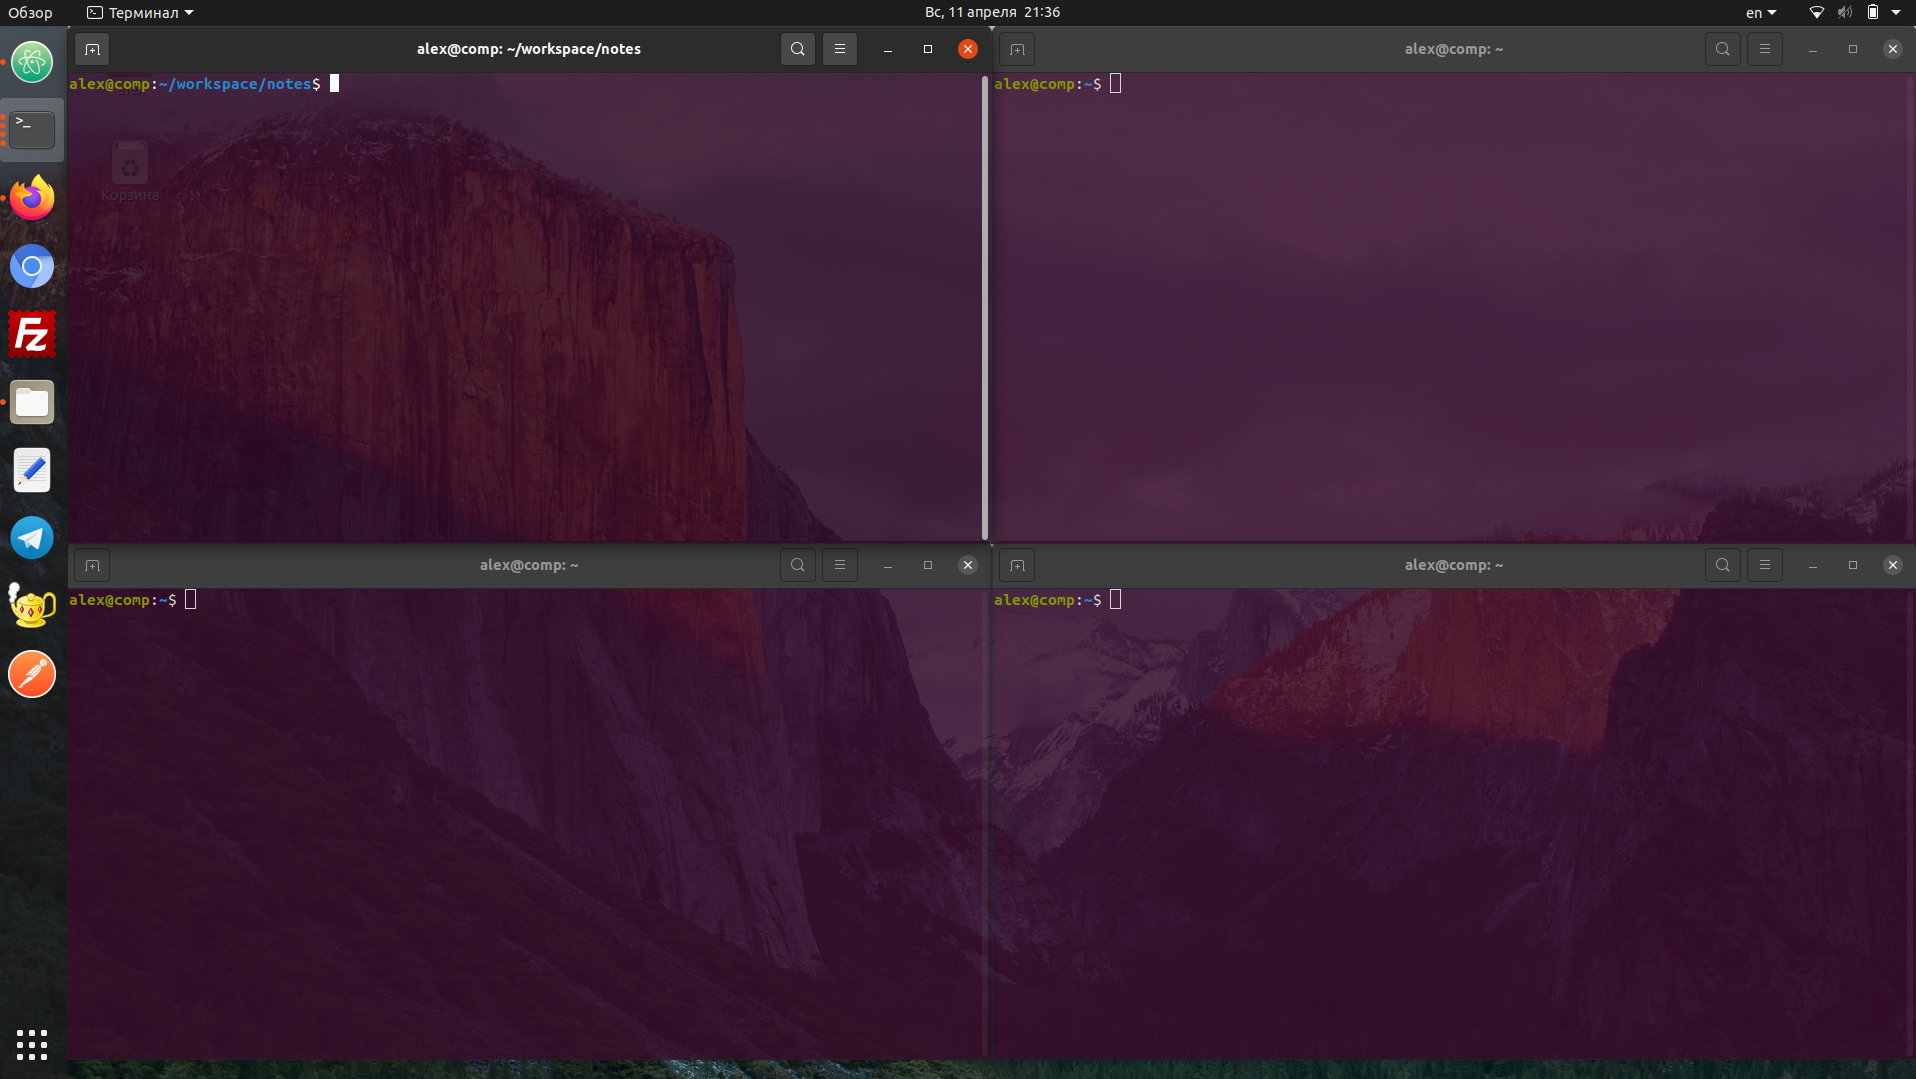 Обзор
Терминал
Вс, 11 апреля 21:36
en
alex@comp: ~/workspace/notes
alex@comp:~/workspace/notes$
Корзина
alex@comp: ~
alex@comp:~$
alex@comp: ~
alex@comp:~$
alex@comp: ~
alex@comp:~$
>_
FZ